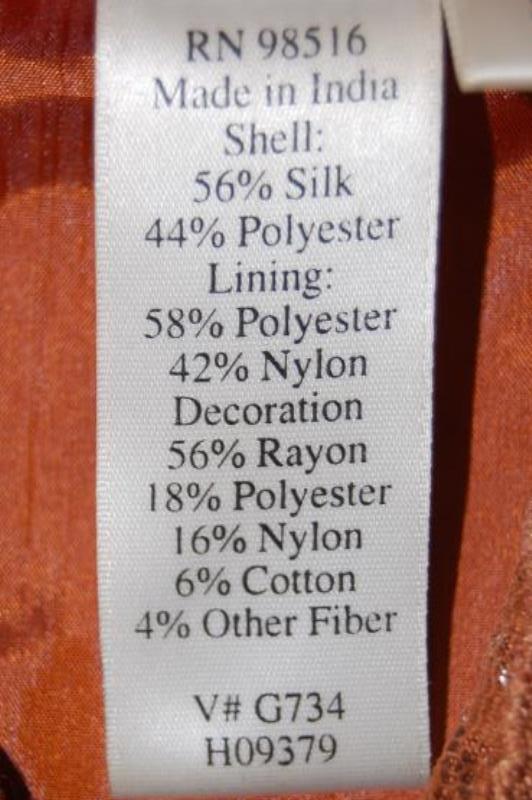 RN 98516
Made in India
Shell:
56% Silk
44% Polyester
Lining:
58% Polyester
42% Nylon
Decoration
56% Rayon
18% Polyester
16% Nylon
6% Cotton
4% Other Fiber
V# G734
H09379